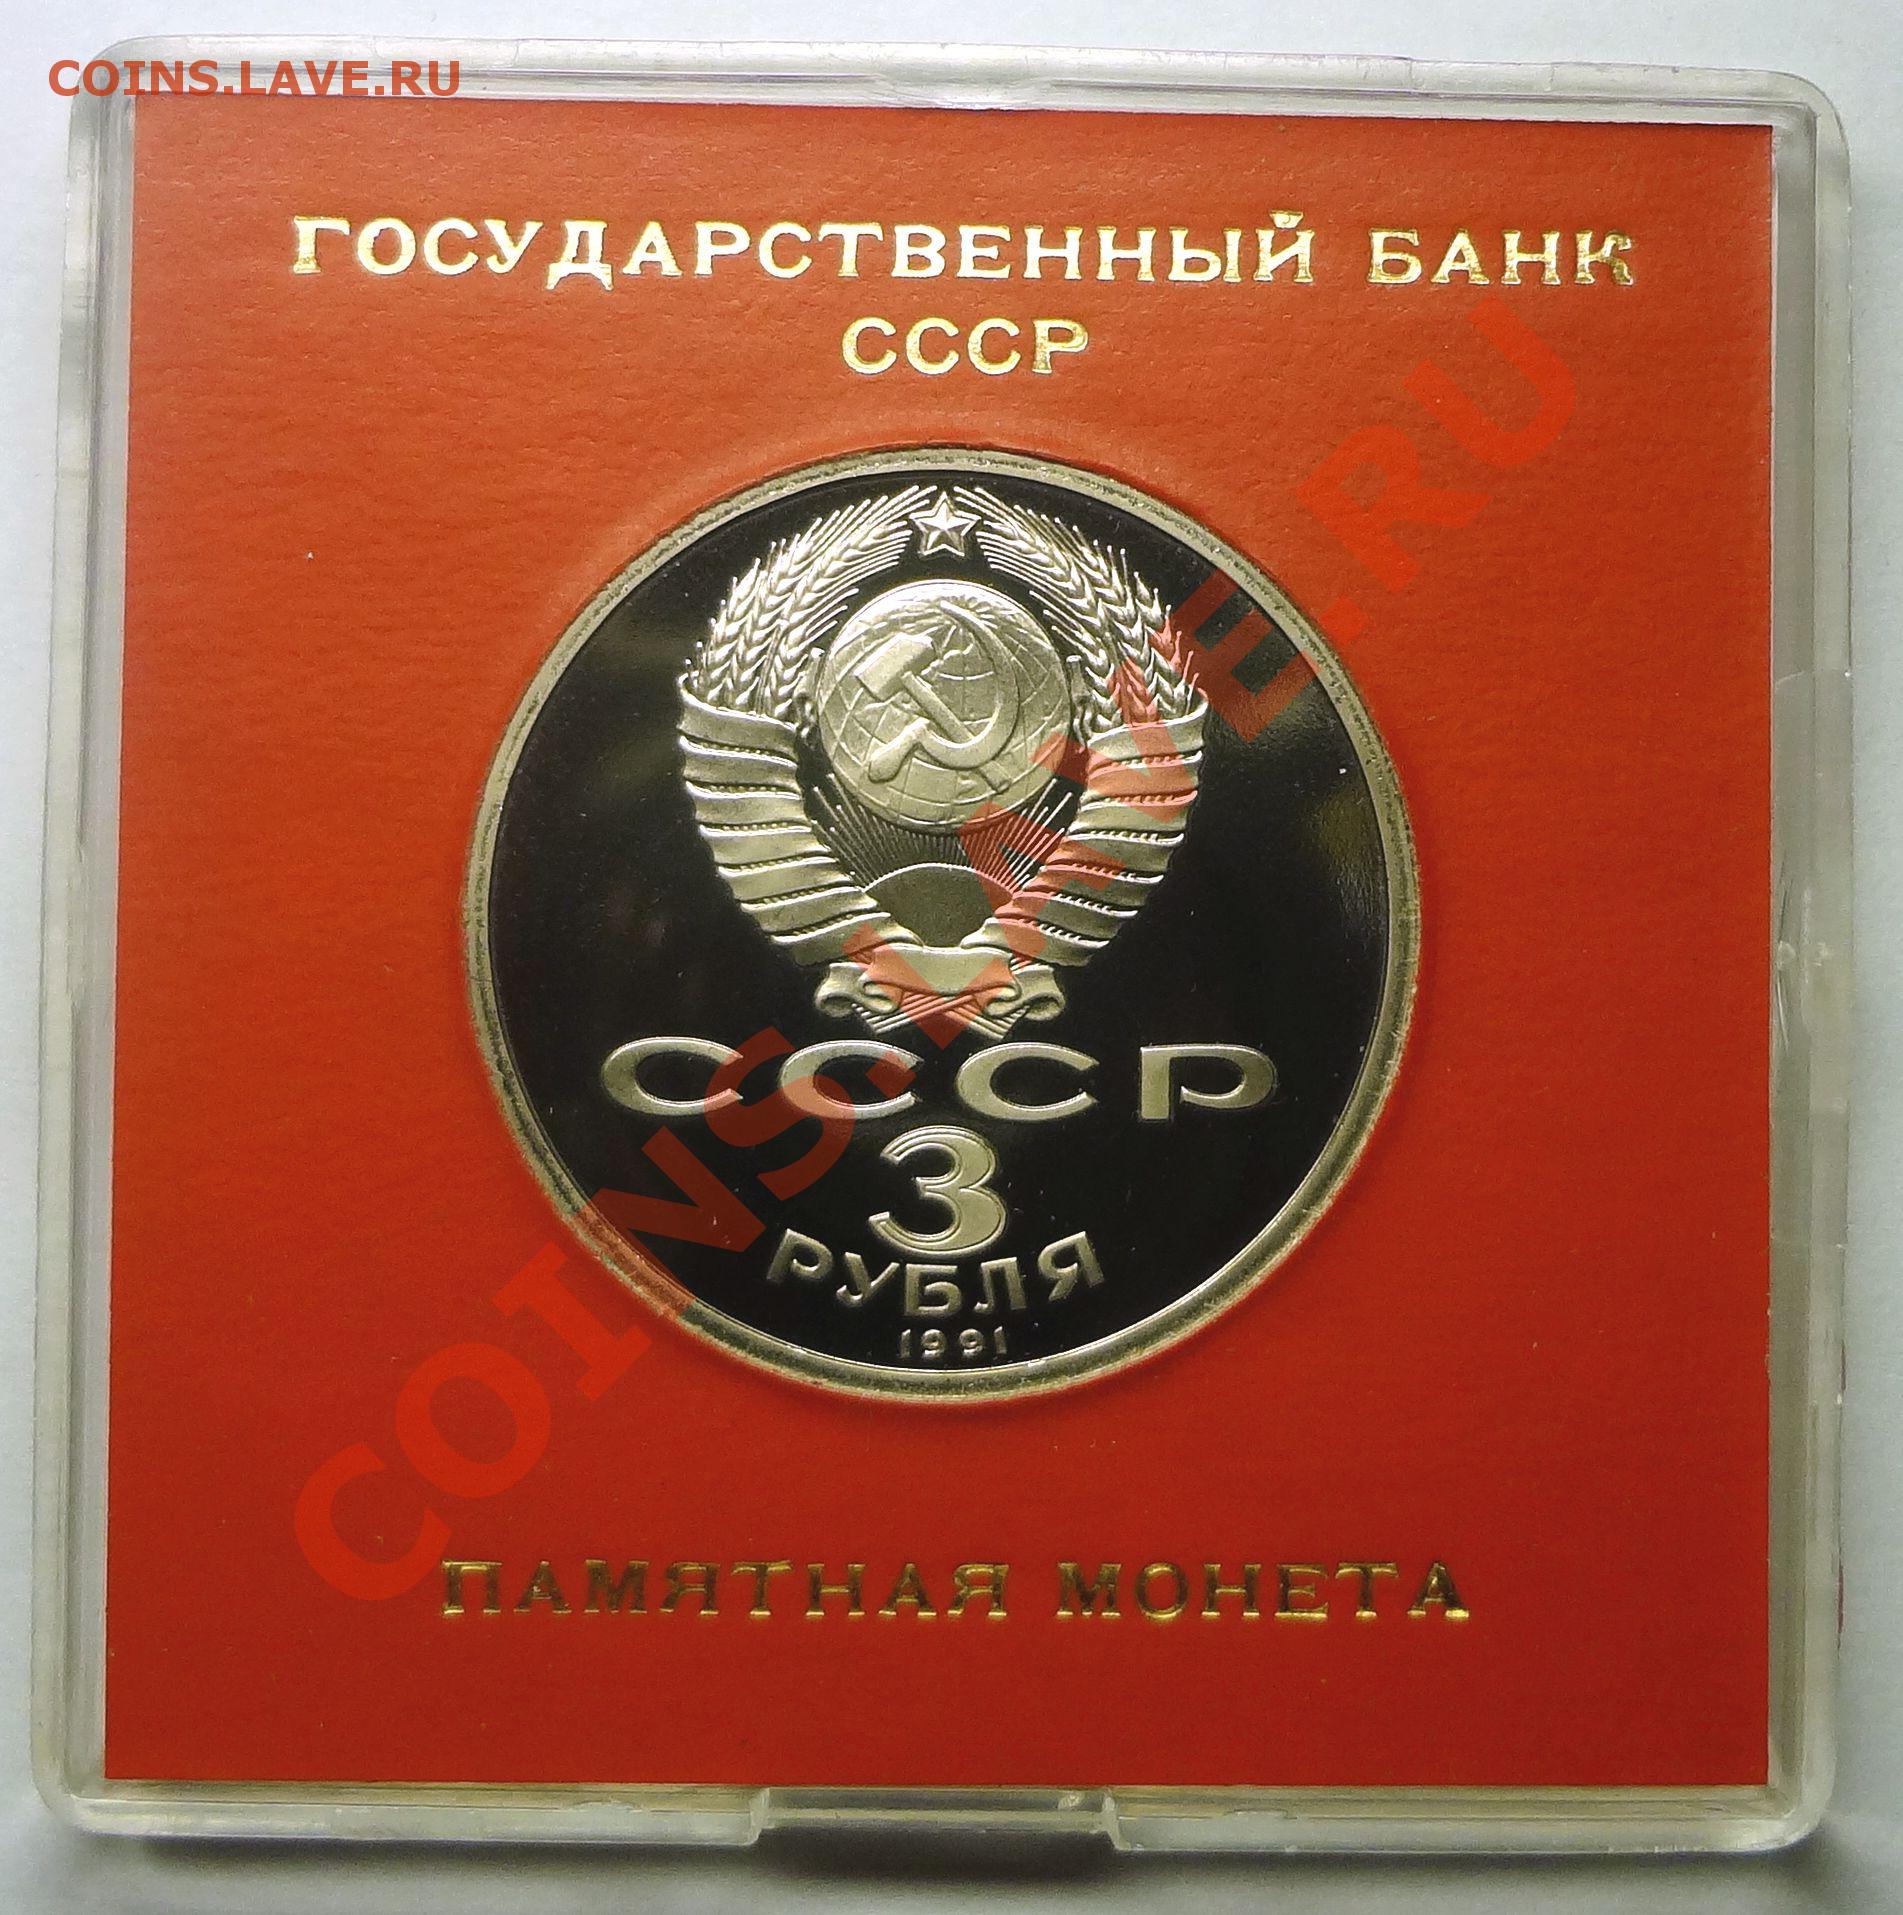 COINS.LAVE.RU
ГОСУДАРСТВЕННЫЙ БАНК
СССР
СССР
3
РУБЛЯ
1991
ПАМЯТНАЯ МОНЕТА
COINS.LAVE.RU